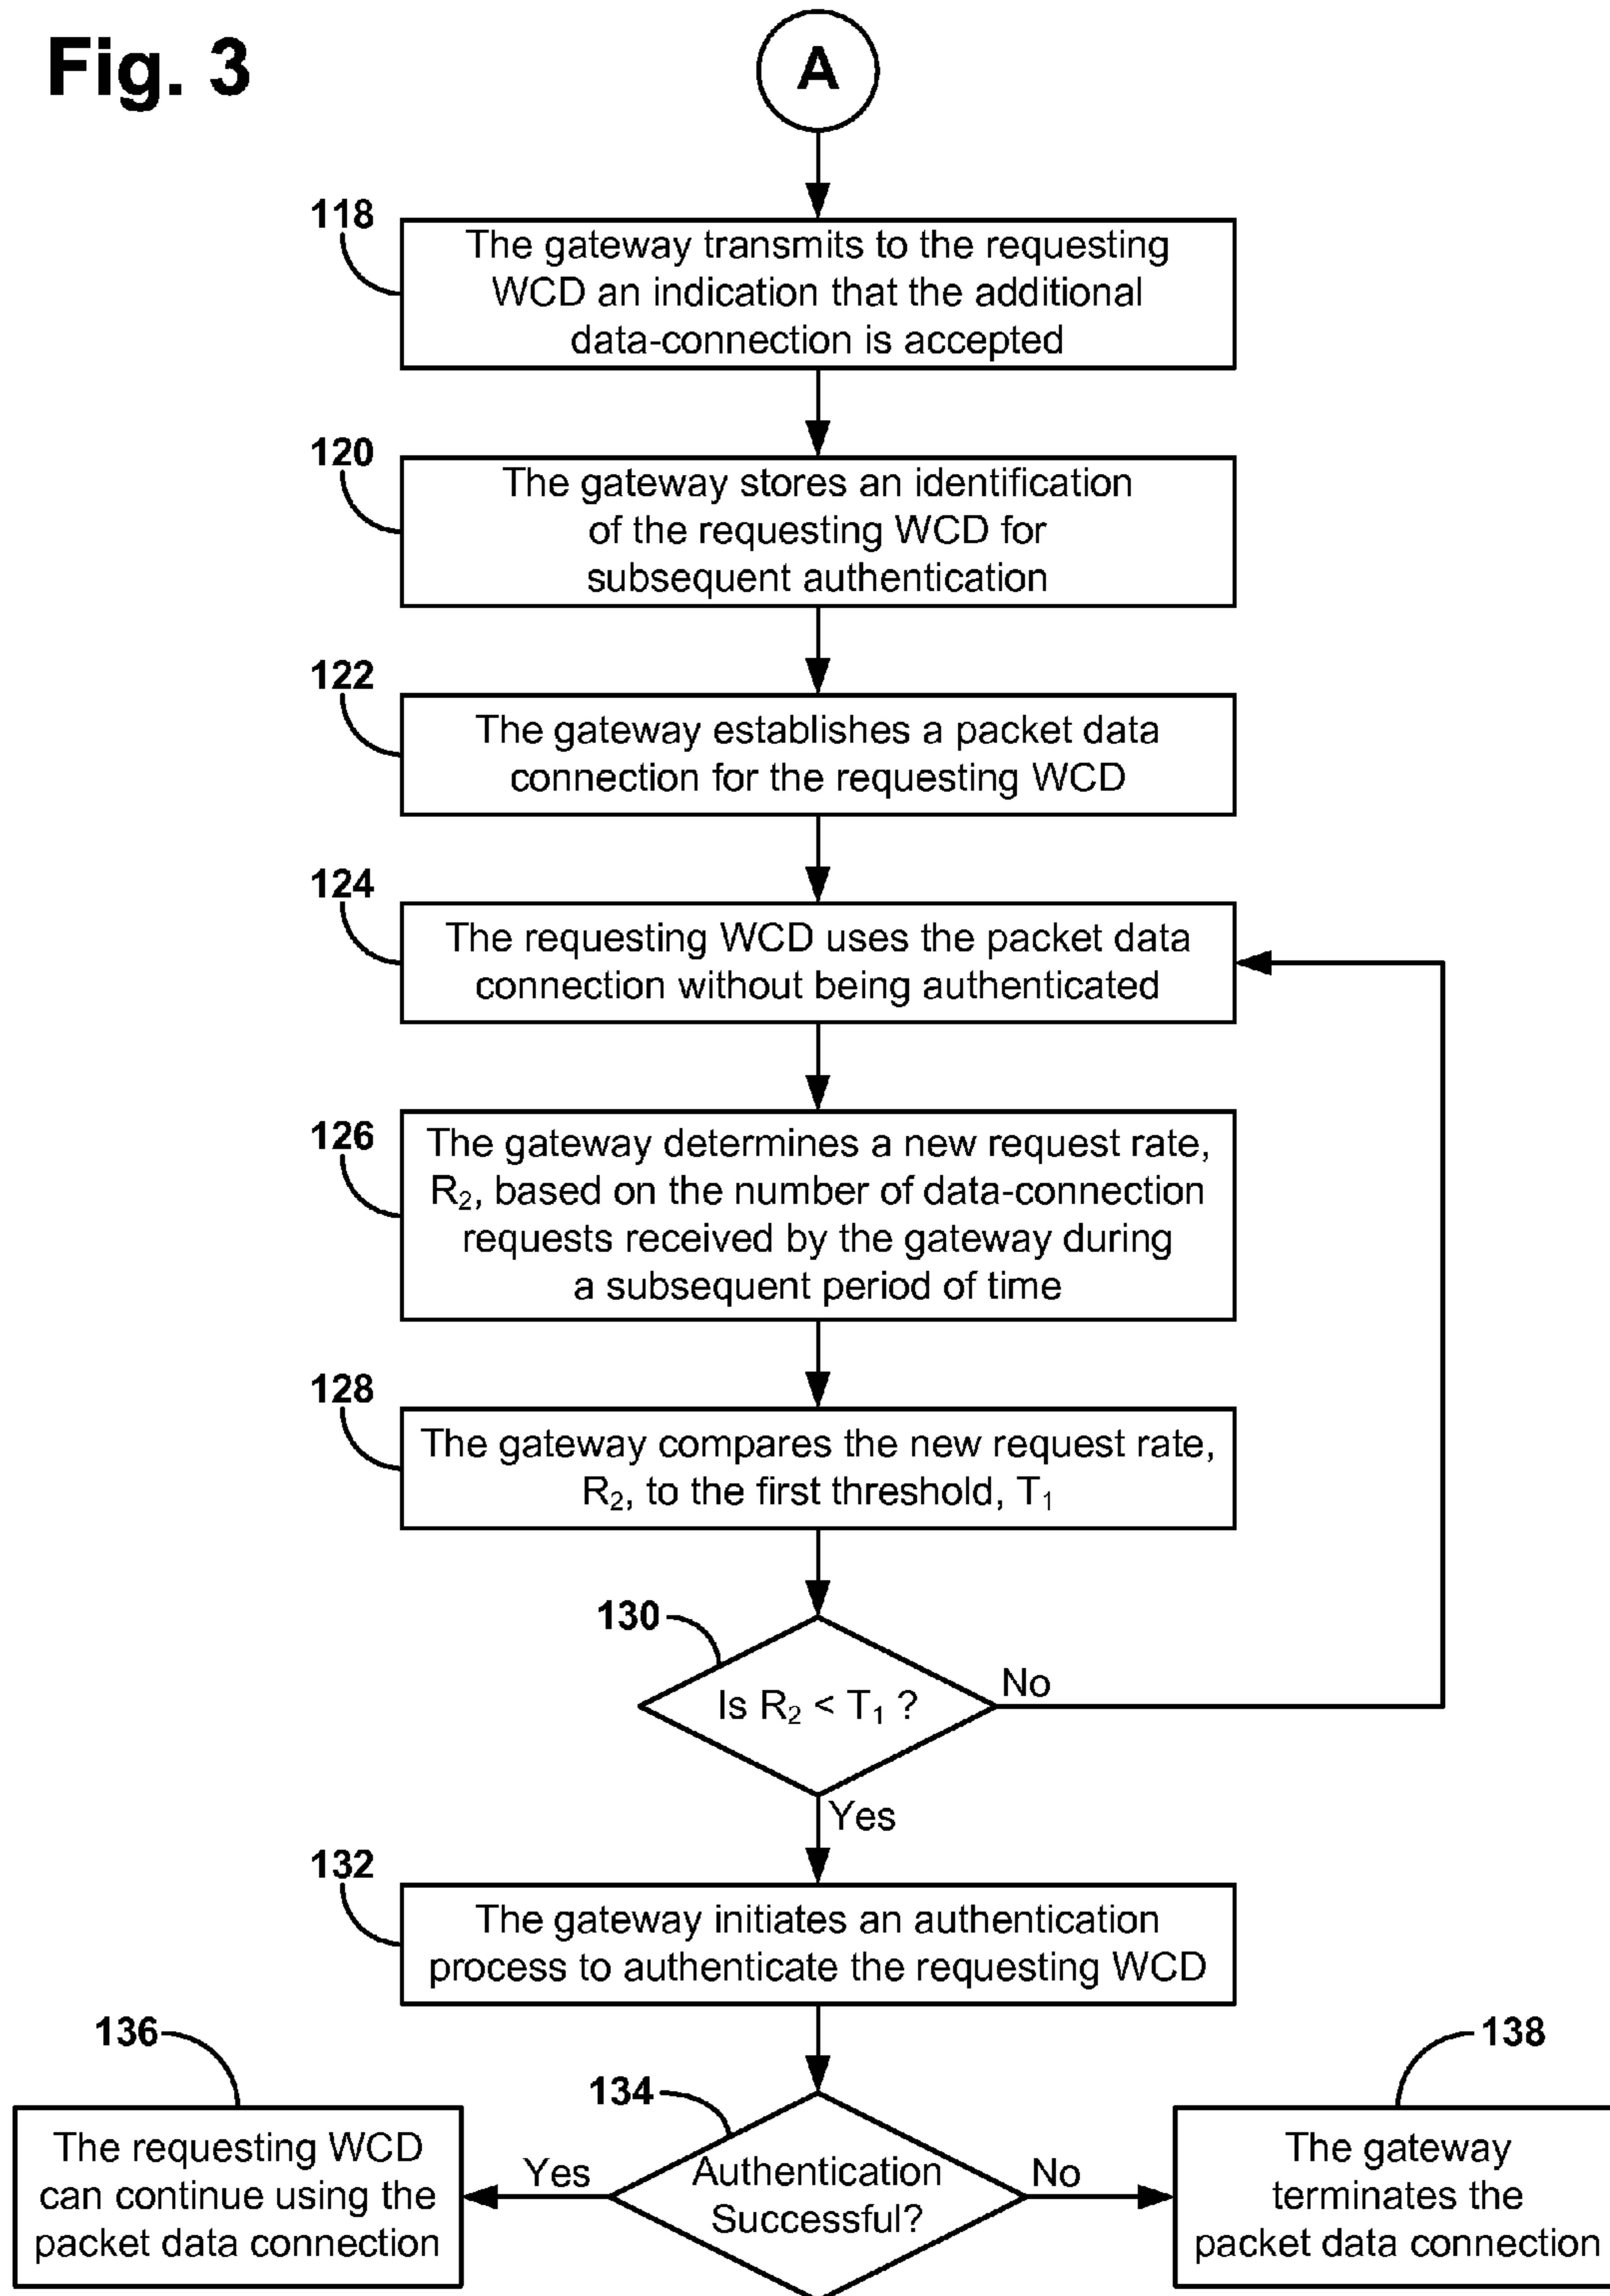 Fig. 3
A
118
The gateway transmits to the requesting
WCD an indication that the additional
data-connection is accepted
120
The gateway stores an identification
of the requesting WCD for
subsequent authentication
122
The gateway establishes a packet data
connection for the requesting WCD
124
The requesting WCD uses the packet data
connection without being authenticated
126
The gateway determines a new request rate,
R₂, based on the number of data-connection
requests received by the gateway during
a subsequent period of time
128
The gateway compares the new request rate,
R₂, to the first threshold, T₁
130
Is R₂ < T₁ ?
No
Yes
132
The gateway initiates an authentication
process to authenticate the requesting WCD
134
Authentication
Successful?
Yes
No
136
The requesting WCD
can continue using the
packet data connection
138
The gateway
terminates the
packet data connection